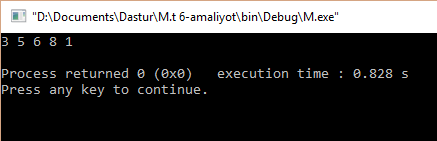 "D:\Documents\Dastur\M.t 6-amaliyot\bin\Debug\M.exe"
3 5 6 8 1
Process returned 0 (0x0)   execution time : 0.828 s
Press any key to continue.